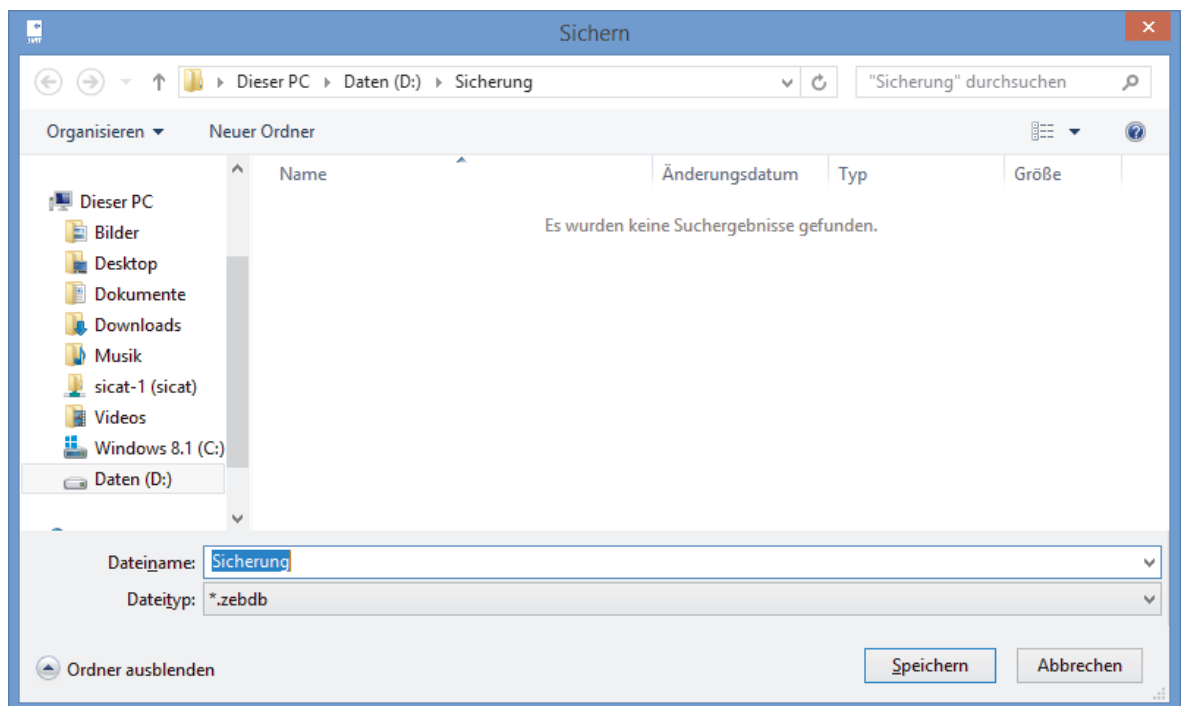 Sichern
Dieser PC Daten (D:) Sicherung "Sicherung" durchsuchen
Organisieren Neuer Ordner
Name Änderungsdatum Typ Größe
Es wurden keine Suchergebnisse gefunden.
Dieser PC
Bilder
Desktop
Dokumente
Downloads
Musik
sicat-1 (sicat)
Videos
Windows 8.1 (C:)
Daten (D:)
Dateiname: Sicherung
Dateityp: *.zebdb
Ordner ausblenden Speichern Abbrechen